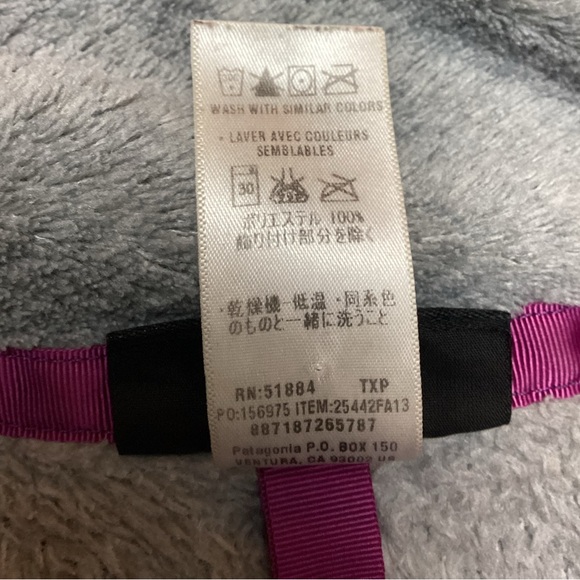 · WASH WITH SIMILAR COLORS
· LAVER AVEC COULEURS
SEMBLABLES
30
ポリエステル 100%
飾り付け部分を除く
・乾燥機-低温・同系色
のものと一緒に洗うこと
RN:51884 TXP
PO:156975 ITEM:25442FA13
887187265787
Patagonia P.O. BOX 150
VENTURA, CA 93002 US